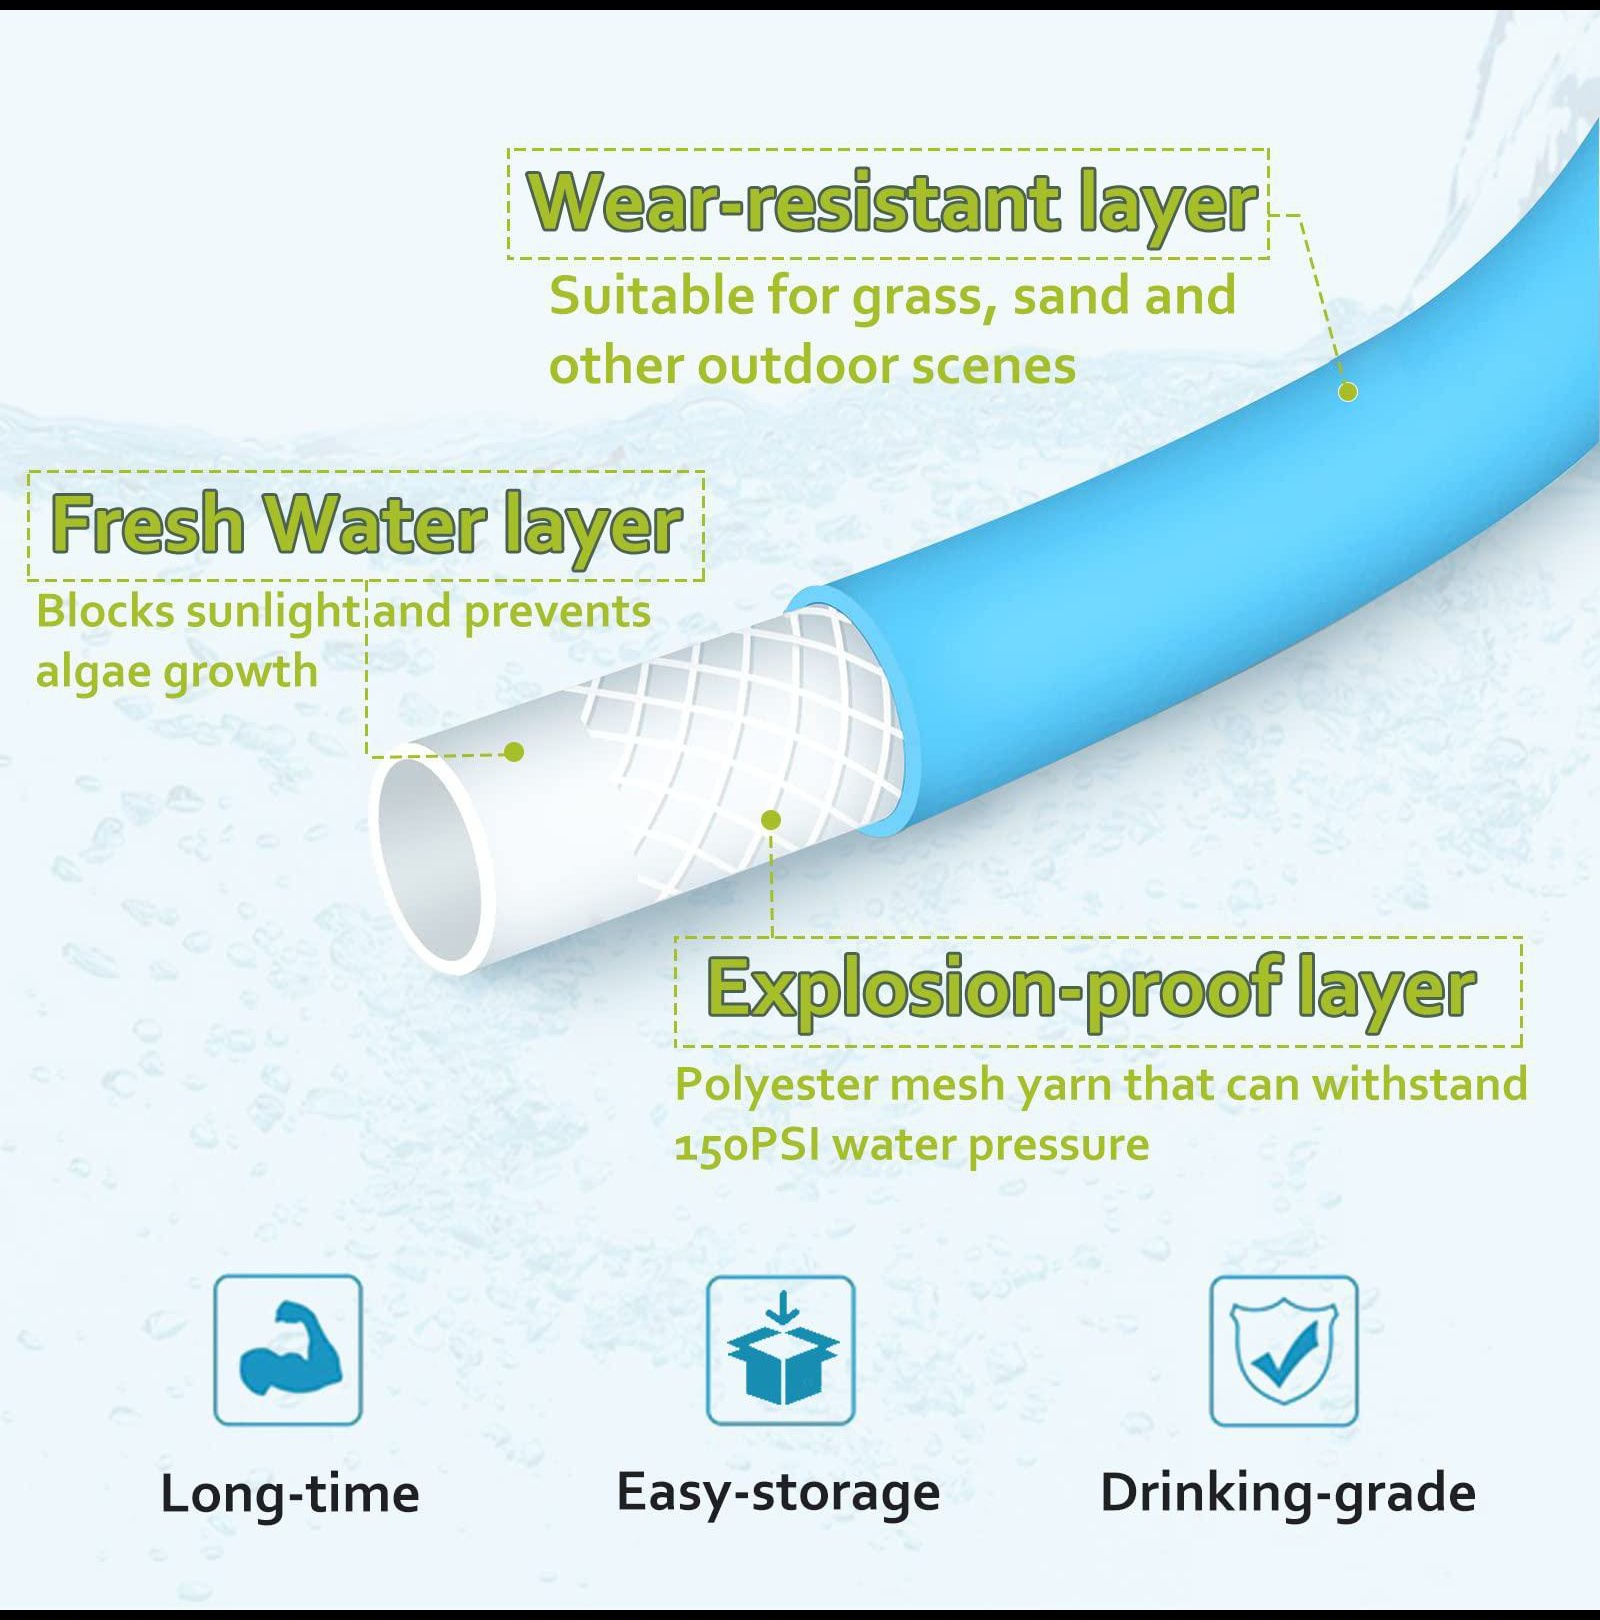 Wear-resistant layer
Suitable for grass, sand and
other outdoor scenes
Fresh Water layer
Blocks sunlight and prevents
algae growth
Explosion-proof layer
Polyester mesh yarn that can withstand
150PSI water pressure
Long-time
Easy-storage
Drinking-grade